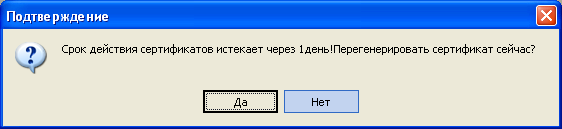 Подтверждение
Срок действия сертификатов истекает через 1день!Перегенерировать сертификат сейчас?
Да
Нет